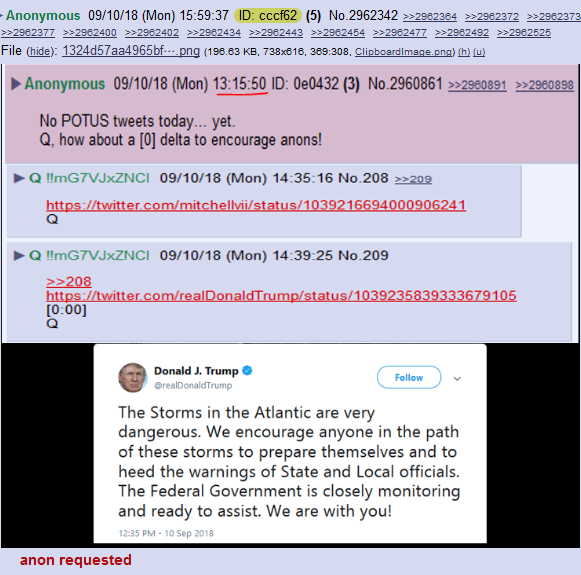 Anonymous 09/10/18 (Mon) 15:59:37 ID: cccf62 (5) No.2962342 >>2962364 >>2962372 >>2962373
>>2962377 >>2962400 >>2962402 >>2962434 >>2962443 >>2962454 >>2962477 >>2962492 >>2962525
File (hide): 1324d57aa4965bf⋯.png (196.63 KB, 738x616, 369:308, ClipboardImage.png) (h) (u)
▶Anonymous 09/10/18 (Mon) 13:15:50 ID: 0e0432 (3) No.2960861 >>2960891 >>2960898
No POTUS tweets today… yet.
Q, how about a [0] delta to encourage anons!
▶Q !!mG7VJxZNCI 09/10/18 (Mon) 14:35:16 No.208 >>209
https://twitter.com/mitchellvii/status/1039216694000906241
Q
▶Q !!mG7VJxZNCI 09/10/18 (Mon) 14:39:25 No.209
>>208
https://twitter.com/realDonaldTrump/status/1039235839333679105
[0:00]
Q
Donald J. Trump
@realDonaldTrump
Follow
The Storms in the Atlantic are very
dangerous. We encourage anyone in the path
of these storms to prepare themselves and to
heed the warnings of State and Local officials.
The Federal Government is closely monitoring
and ready to assist. We are with you!
12:35 PM - 10 Sep 2018
anon requested